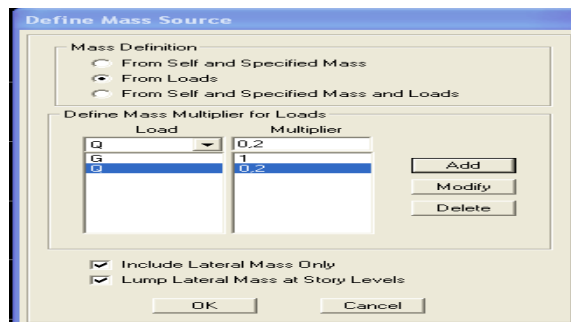 Define Mass Source
Mass Definition
From Self and Specified Mass
From Loads
From Self and Specified Mass and Loads
Define Mass Multiplier for Loads
Load Multiplier
Q 0,2
G 1
Q 0,2
Add
Modify
Delete
Include Lateral Mass Only
Lump Lateral Mass at Story Levels
OK Cancel